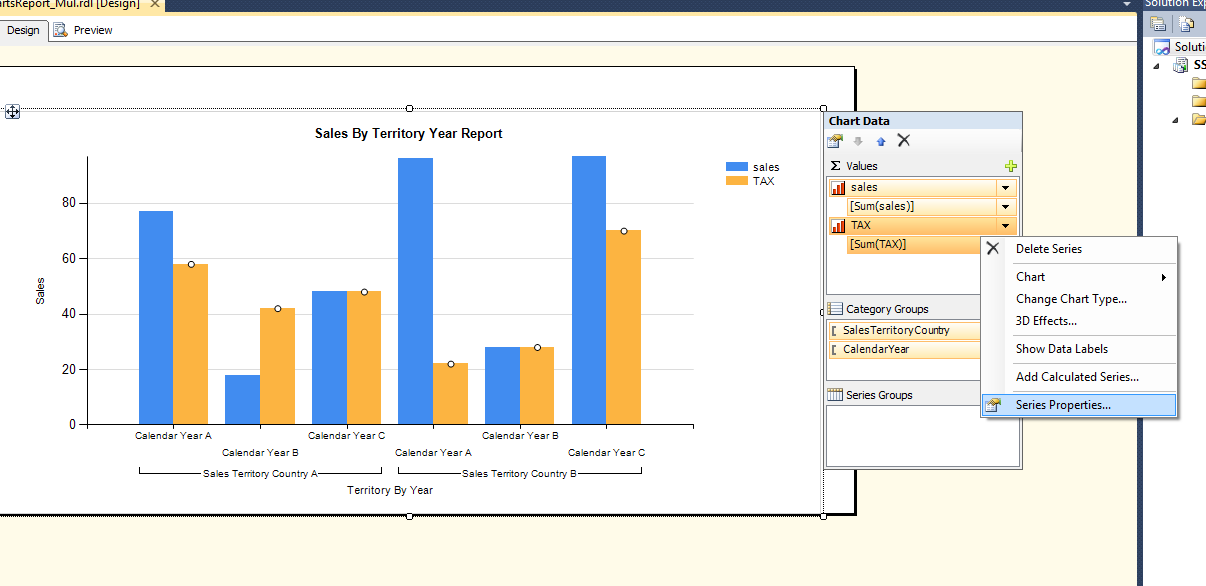 artsReport_Mul.rdl [Design]
Solution Exp
Design
Preview
Solutio
SS
Sales By Territory Year Report
sales
TAX
Sales
80
60
40
20
0
Calendar Year A
Calendar Year B
Calendar Year C
Calendar Year A
Calendar Year B
Calendar Year C
Sales Territory Country A
Sales Territory Country B
Territory By Year
Chart Data
Σ Values
sales
[Sum(sales)]
TAX
[Sum(TAX)]
Category Groups
SalesTerritoryCountry
CalendarYear
Series Groups
Delete Series
Chart
Change Chart Type...
3D Effects...
Show Data Labels
Add Calculated Series...
Series Properties...